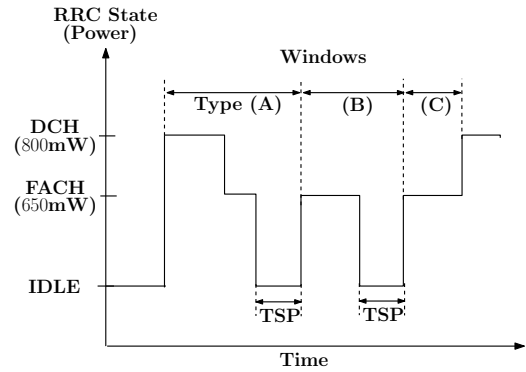 RRC State
(Power)
Windows
Type (A)
(B)
(C)
DCH
(800mW)
FACH
(650mW)
IDLE
TSP
TSP
Time